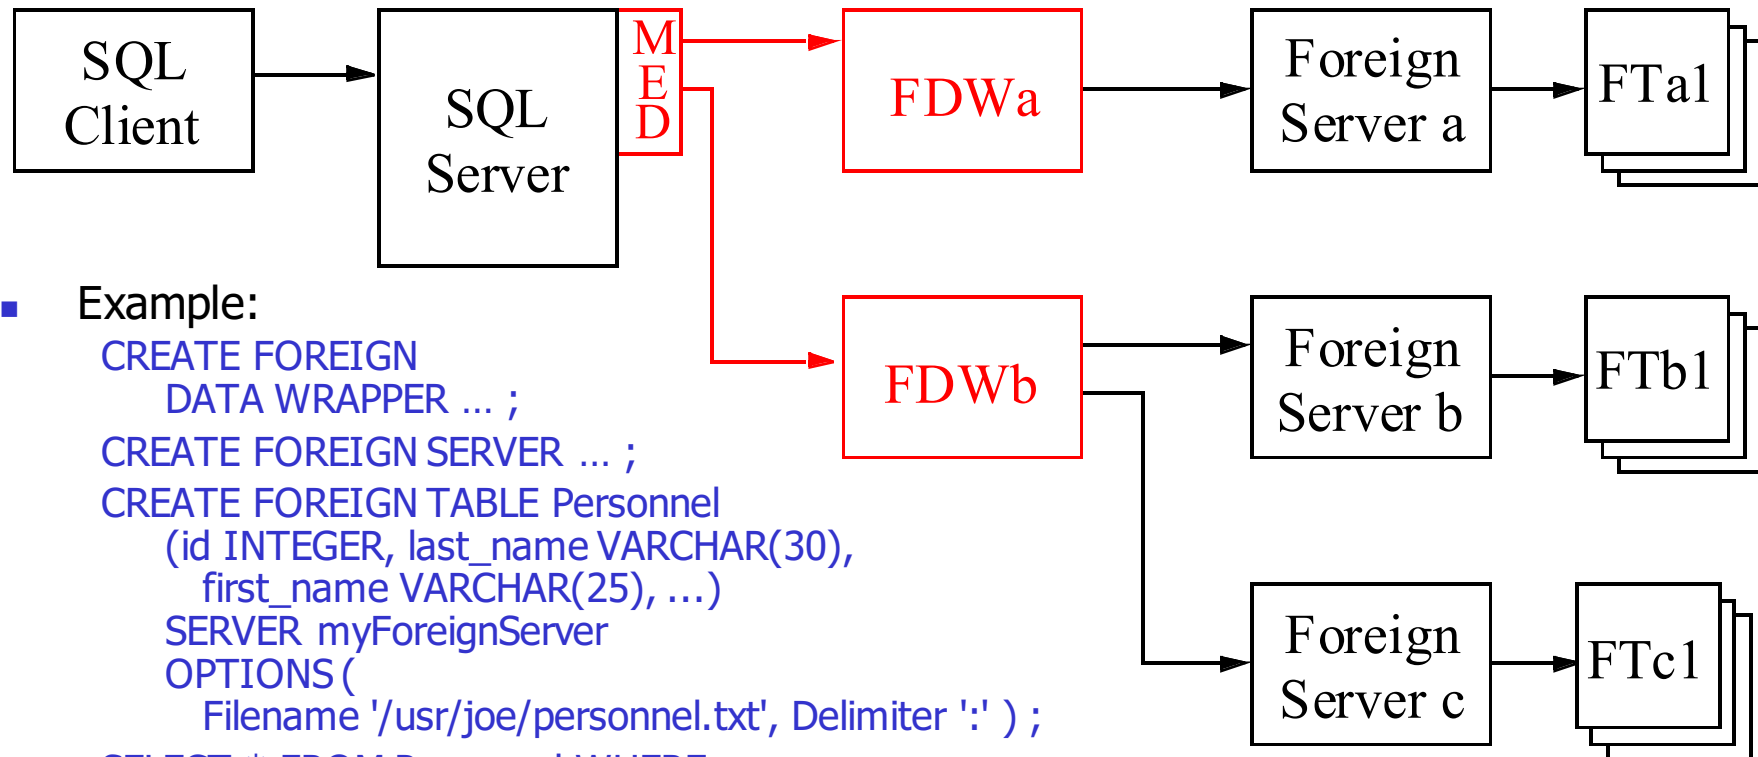 SQL
Client
SQL
Server
M
E
D
FDWa
Foreign
Server a
FTa1
FDWb
Foreign
Server b
FTb1
Foreign
Server c
FTc1
Example:
CREATE FOREIGN
DATA WRAPPER ... ;
CREATE FOREIGN SERVER ... ;
CREATE FOREIGN TABLE Personnel
(id INTEGER, last_name VARCHAR(30),
first_name VARCHAR(25), ...)
SERVER myForeignServer
OPTIONS (
Filename '/usr/joe/personnel.txt', Delimiter ':' ) ;